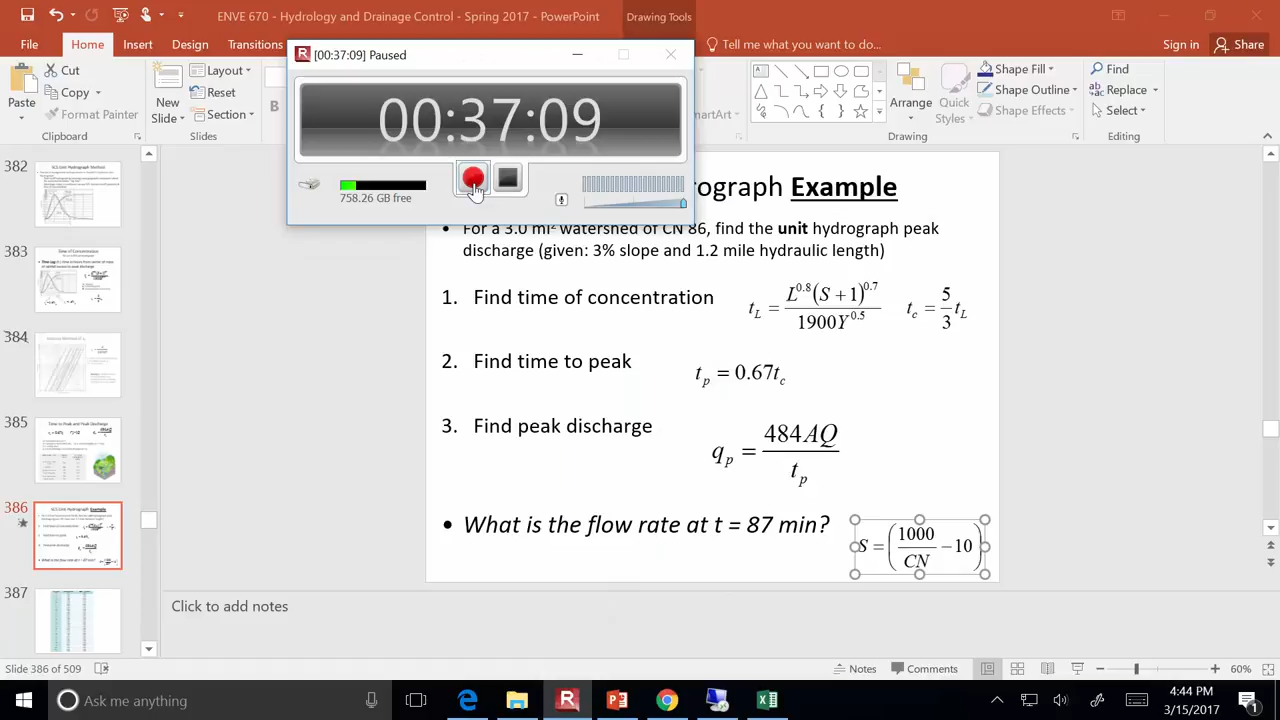 ENVE 670 - Hydrology and Drainage Control - Spring 2017 - PowerPoint
Drawing Tools
File
Home
Insert
Design
Transitions
Tell me what you want to do...
Sign in
Share
[00:37:09] Paused
00:37:09
758.26 GB free
Paste
Cut
Copy
Format Painter
Clipboard
New
Slide
Layout
Reset
Section
Slides
B
SmartArt
Arrange
Quick
Styles
Shape Fill
Shape Outline
Shape Effects
Drawing
Find
Replace
Select
Editing
382
383
384
385
386
387
rograph Example
For a 3.0 mi² watershed of CN 86, find the unit hydrograph peak
discharge (given: 3% slope and 1.2 mile hydraulic length)
1. Find time of concentration t_L = L^0.8 (S + 1)^0.7 / 1900Y^0.5 t_c = 5/3 t_L
2. Find time to peak t_p = 0.67t_c
3. Find peak discharge q_p = 484AQ / t_p
• What is the flow rate at t = 87 min? S = (1000/CN − 10)
Click to add notes
Slide 386 of 509
Notes
Comments
60%
Ask me anything
4:44 PM
3/15/2017
1